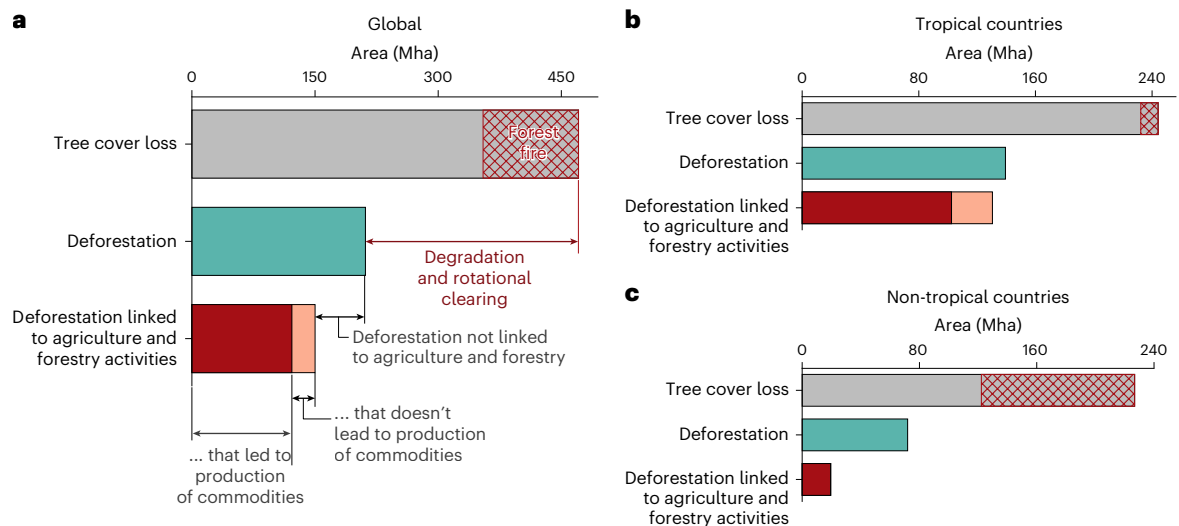 a
Global
Area (Mha)
0 150 300 450
Tree cover loss
Forest
fire
Deforestation
Degradation
and rotational
clearing
Deforestation linked
to agriculture and
forestry activities
Deforestation not linked
to agriculture and forestry
... that doesn't
lead to production
of commodities
... that led to
production
of commodities
b
Tropical countries
Area (Mha)
0 80 160 240
Tree cover loss
Deforestation
Deforestation linked
to agriculture and
forestry activities
c
Non-tropical countries
Area (Mha)
0 80 160 240
Tree cover loss
Deforestation
Deforestation linked
to agriculture and
forestry activities